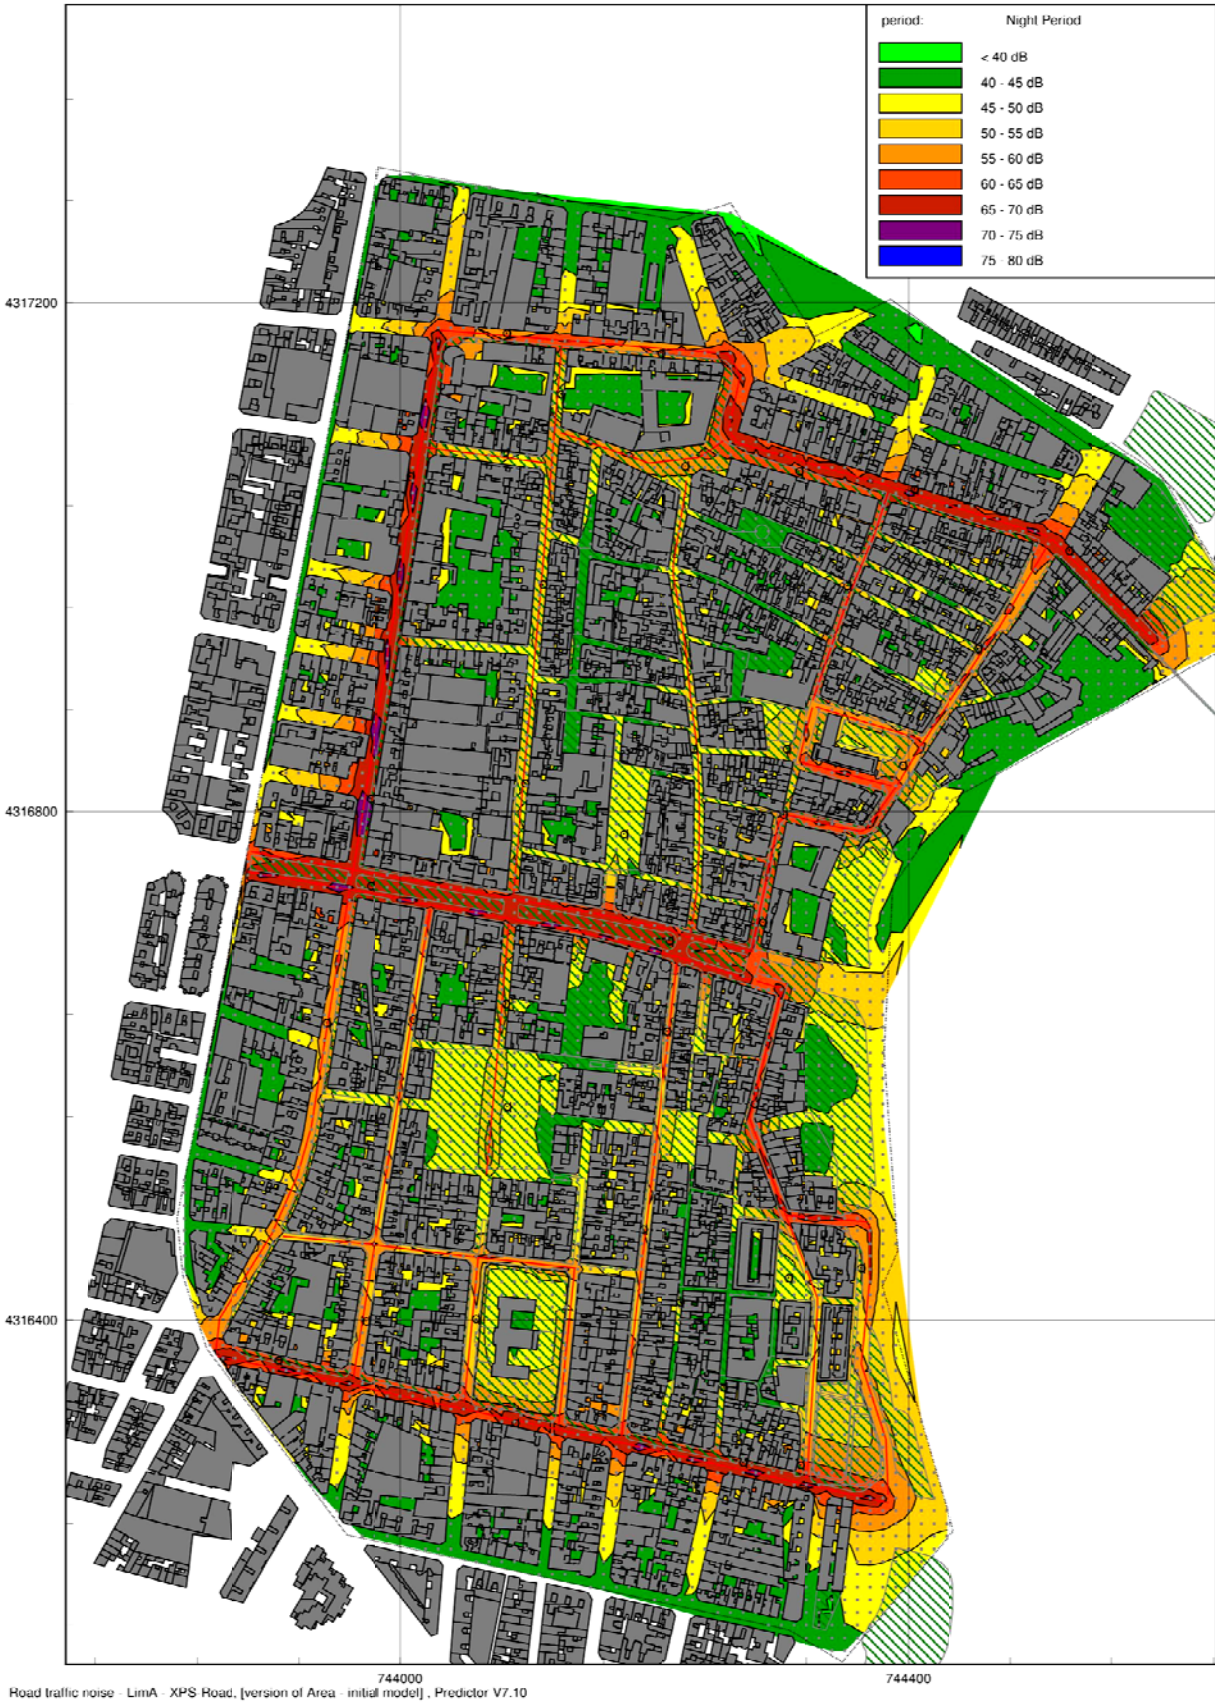 period: Night Period
< 40 dB
40 - 45 dB
45 - 50 dB
50 - 55 dB
55 - 60 dB
60 - 65 dB
65 - 70 dB
70 - 75 dB
75 - 80 dB
4317200
4316800
4316400
744000 744400
Road traffic noise - LimA - XPS-Road, [version of Area - initial model] , Predictor V7.10